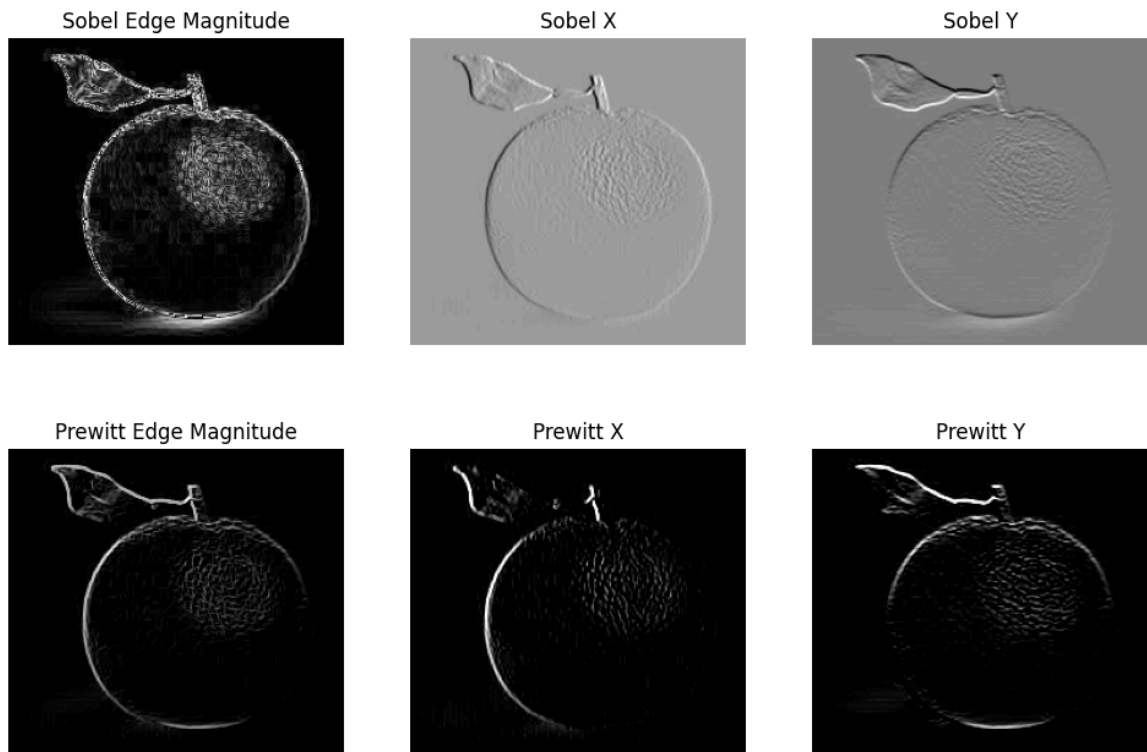 Sobel Edge Magnitude
Sobel X
Sobel Y
Prewitt Edge Magnitude
Prewitt X
Prewitt Y